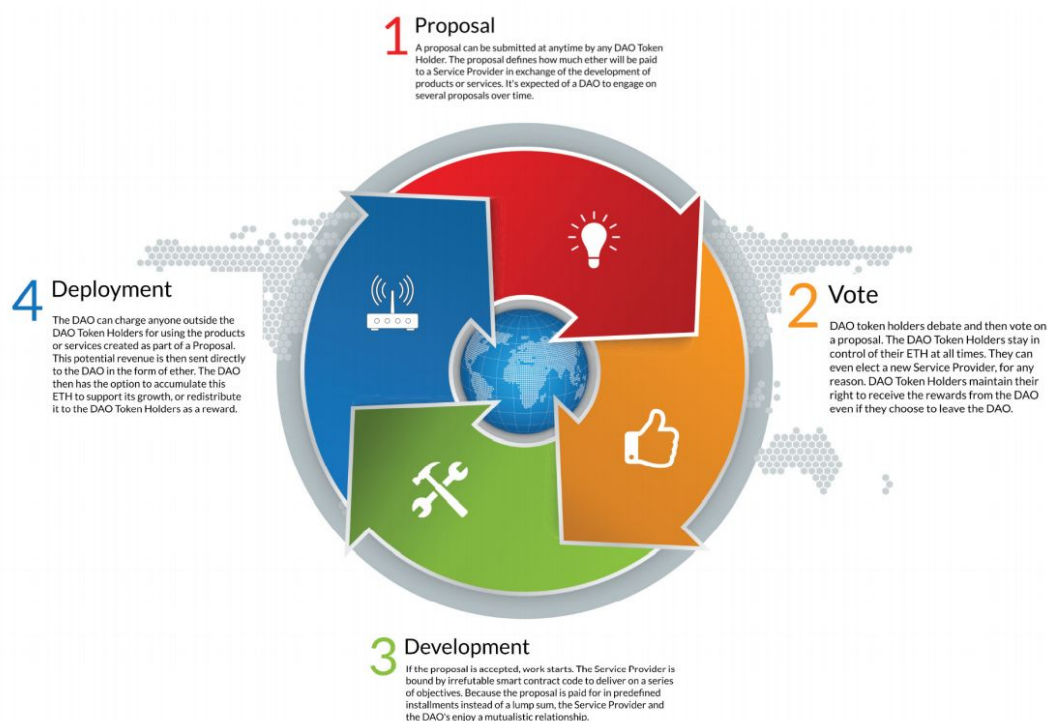 1 Proposal
A proposal can be submitted at anytime by any DAO Token
Holder. The proposal defines how much ether will be paid
to a Service Provider in exchange of the development of
products or services. It's expected of a DAO to engage on
several proposals over time.
2 Vote
DAO token holders debate and then vote on
a proposal. The DAO Token Holders stay in
control of their ETH at all times. They can
even elect a new Service Provider, for any
reason. DAO Token Holders maintain their
right to receive the rewards from the DAO
even if they choose to leave the DAO.
3 Development
If the proposal is accepted, work starts. The Service Provider is
bound by irrefutable smart contract code to deliver on a series
of objectives. Because the proposal is paid for in predefined
installments instead of a lump sum, the Service Provider and
the DAO's enjoy a mutualistic relationship.
4 Deployment
The DAO can charge anyone outside the
DAO Token Holders for using the products
or services created as part of a Proposal.
This potential revenue is then sent directly
to the DAO in the form of ether. The DAO
then has the option to accumulate this
ETH to support its growth, or redistribute
it to the DAO Token Holders as a reward.